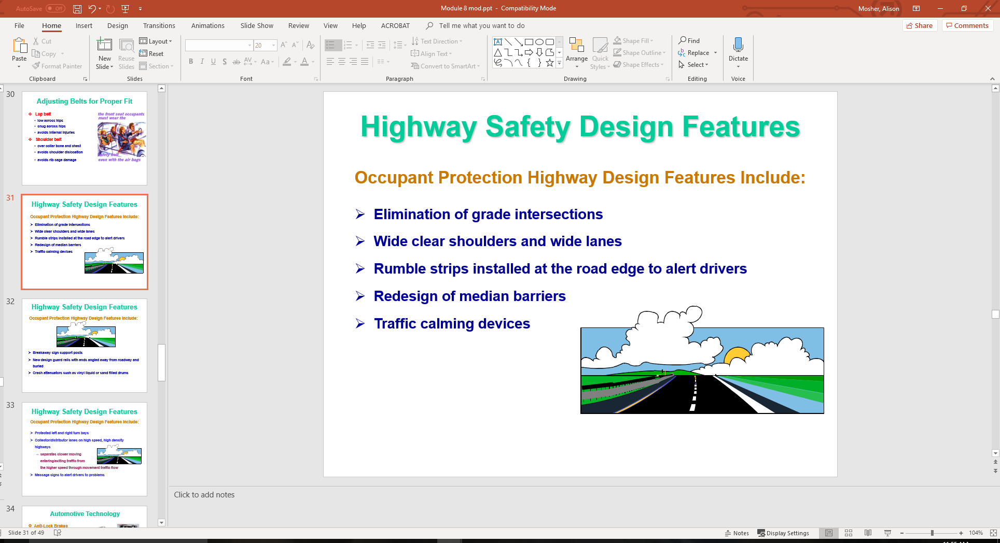 AutoSave Off
Module 8 mod.ppt - Compatibility Mode
Mosher, Alison
File Home Insert Design Transitions Animations Slide Show Review View Help ACROBAT Tell me what you want to do
Share Comments
Paste
Cut
Copy
Format Painter
Clipboard
New Slide
Reuse Slides
Layout
Reset
Section
Slides
20
B I U S ab AV Aa A
Font
Text Direction
Align Text
Convert to SmartArt
Paragraph
Arrange
Quick Styles
Shape Fill
Shape Outline
Shape Effects
Drawing
Find
Replace
Select
Editing
Dictate
Voice
30
Adjusting Belts for Proper Fit
Lap belt
low across hips
snug across hips
avoids internal injuries
Shoulder belt
over collar bone and chest
avoids shoulder dislocation
avoids rib cage damage
the front seat occupants
must wear the
safety belt
even with the air bags
31
Highway Safety Design Features
Occupant Protection Highway Design Features Include:
Elimination of grade intersections
Wide clear shoulders and wide lanes
Rumble strips installed at the road edge to alert drivers
Redesign of median barriers
Traffic calming devices
32
Highway Safety Design Features
Occupant Protection Highway Design Features Include:
Breakaway sign support posts
New design guard rails with ends angled away from roadway and
buried
Crash attenuators such as vinyl liquid or sand filled drums
33
Highway Safety Design Features
Occupant Protection Highway Design Features Include:
Protected left and right turn bays
Collector/distributor lanes on high speed, high density
highways
– separates slower moving
entering/exiting traffic from
the higher speed through movement traffic flow
Message signs to alert drivers to problems
34
Automotive Technology
Anti-Lock Brakes
Highway Safety Design Features
Occupant Protection Highway Design Features Include:
Elimination of grade intersections
Wide clear shoulders and wide lanes
Rumble strips installed at the road edge to alert drivers
Redesign of median barriers
Traffic calming devices
Click to add notes
Slide 31 of 49
Notes
Display Settings
104%